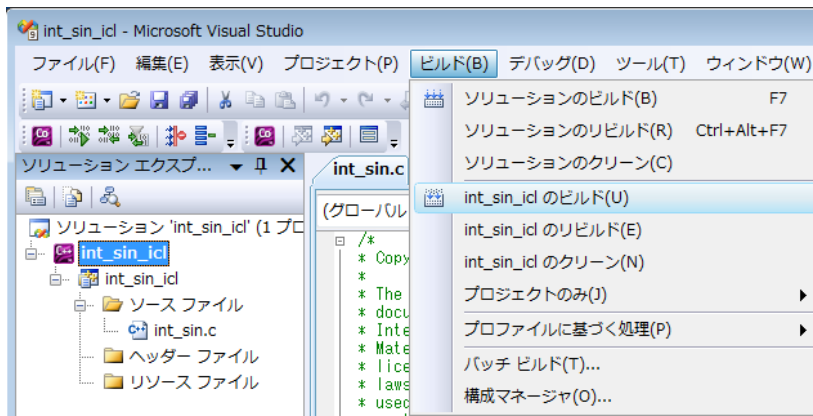 int_sin_icl - Microsoft Visual Studio
ファイル(F) 編集(E) 表示(V) プロジェクト(P) ビルド(B) デバッグ(D) ツール(T) ウィンドウ(W)
ソリューションのビルド(B) F7
ソリューションのリビルド(R) Ctrl+Alt+F7
ソリューションのクリーン(C)
int_sin_icl のビルド(U)
int_sin_icl のリビルド(E)
int_sin_icl のクリーン(N)
プロジェクトのみ(J)
プロファイルに基づく処理(P)
バッチ ビルド(T)...
構成マネージャ(O)...
ソリューション エクスプ...
ソリューション 'int_sin_icl' (1 プロ
int_sin_icl
int_sin_icl
ソース ファイル
int_sin.c
ヘッダー ファイル
リソース ファイル
int_sin.c
(グローバル
/*
* Copy
*
* The
* docu
* Inte
* Mate
* lice
* laws
* used